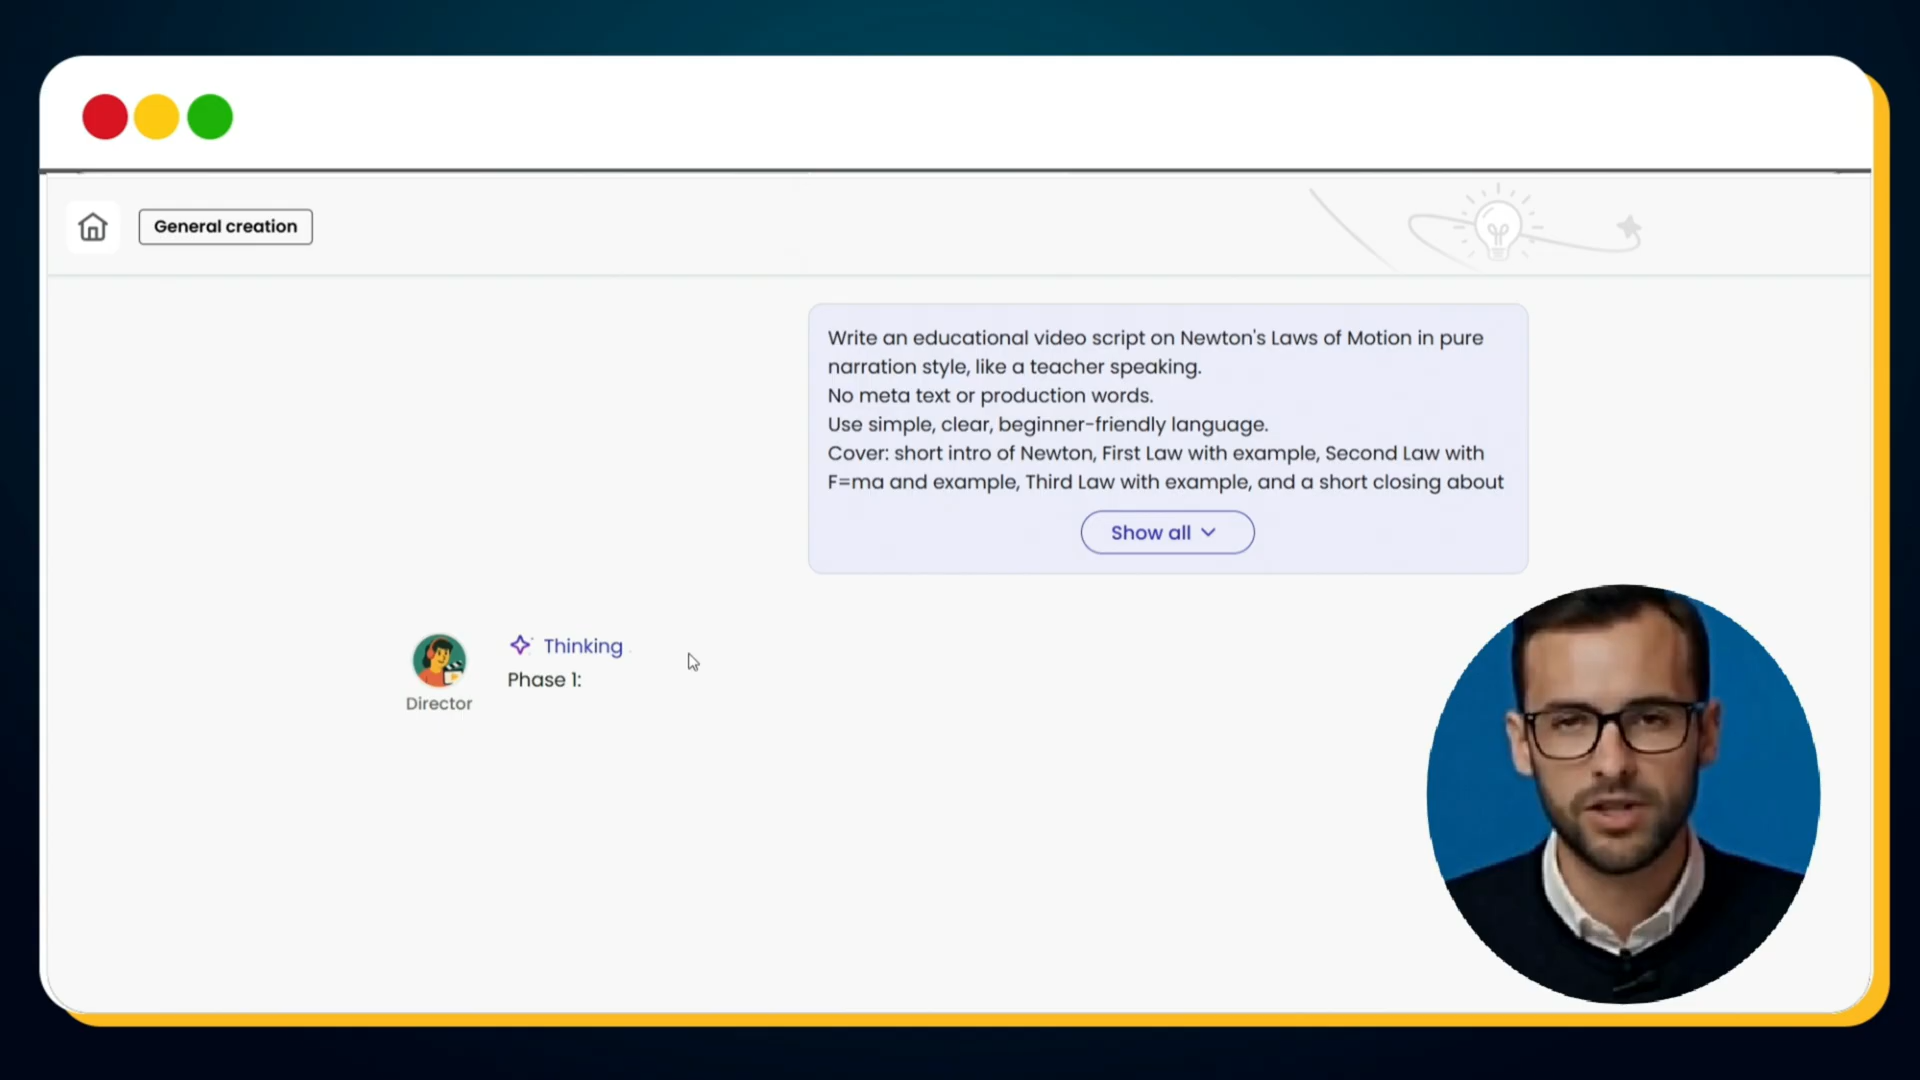 General creation
Write an educational video script on Newton's Laws of Motion in pure
narration style, like a teacher speaking.
No meta text or production words.
Use simple, clear, beginner-friendly language.
Cover: short intro of Newton, First Law with example, Second Law with
F=ma and example, Third Law with example, and a short closing about
Show all
Thinking
Phase 1:
Director